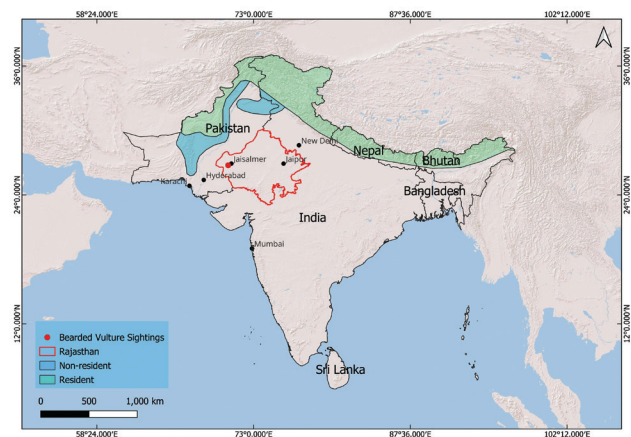 58°24.000'E 73°0.000'E 87°36.000'E 102°12.000'E
36°0.000'N
36°0.000'N
Pakistan
New Delhi
Nepal
Jaisalmer
Jaipur
Bhutan
Hyderabad
Karachi
24°0.000'N
24°0.000'N
Bangladesh
India
Mumbai
12°0.000'N
12°0.000'N
Bearded Vulture Sightings
Rajasthan
Non-resident
Resident
Sri Lanka
0 500 1,000 km
58°24.000'E 73°0.000'E 87°36.000'E 102°12.000'E